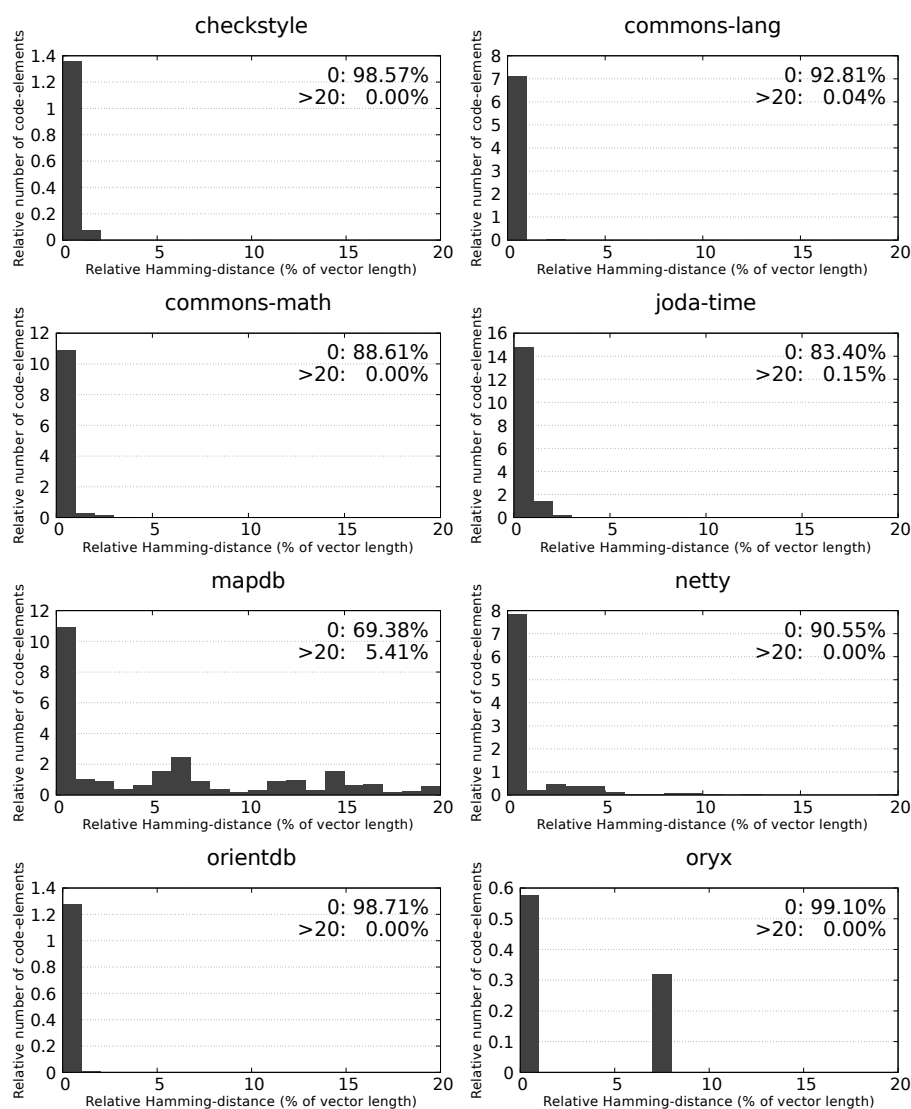 checkstyle
Relative number of code-elements
1.4
1.2
1
0.8
0.6
0.4
0.2
0
0: 98.57%
>20: 0.00%
0 5 10 15 20
Relative Hamming-distance (% of vector length)
commons-lang
Relative number of code-elements
8
7
6
5
4
3
2
1
0
0: 92.81%
>20: 0.04%
0 5 10 15 20
Relative Hamming-distance (% of vector length)
commons-math
Relative number of code-elements
12
10
8
6
4
2
0
0: 88.61%
>20: 0.00%
0 5 10 15 20
Relative Hamming-distance (% of vector length)
joda-time
Relative number of code-elements
16
14
12
10
8
6
4
2
0
0: 83.40%
>20: 0.15%
0 5 10 15 20
Relative Hamming-distance (% of vector length)
mapdb
Relative number of code-elements
12
10
8
6
4
2
0
0: 69.38%
>20: 5.41%
0 5 10 15 20
Relative Hamming-distance (% of vector length)
netty
Relative number of code-elements
8
7
6
5
4
3
2
1
0
0: 90.55%
>20: 0.00%
0 5 10 15 20
Relative Hamming-distance (% of vector length)
orientdb
Relative number of code-elements
1.4
1.2
1
0.8
0.6
0.4
0.2
0
0: 98.71%
>20: 0.00%
0 5 10 15 20
Relative Hamming-distance (% of vector length)
oryx
Relative number of code-elements
0.6
0.5
0.4
0.3
0.2
0.1
0
0: 99.10%
>20: 0.00%
0 5 10 15 20
Relative Hamming-distance (% of vector length)